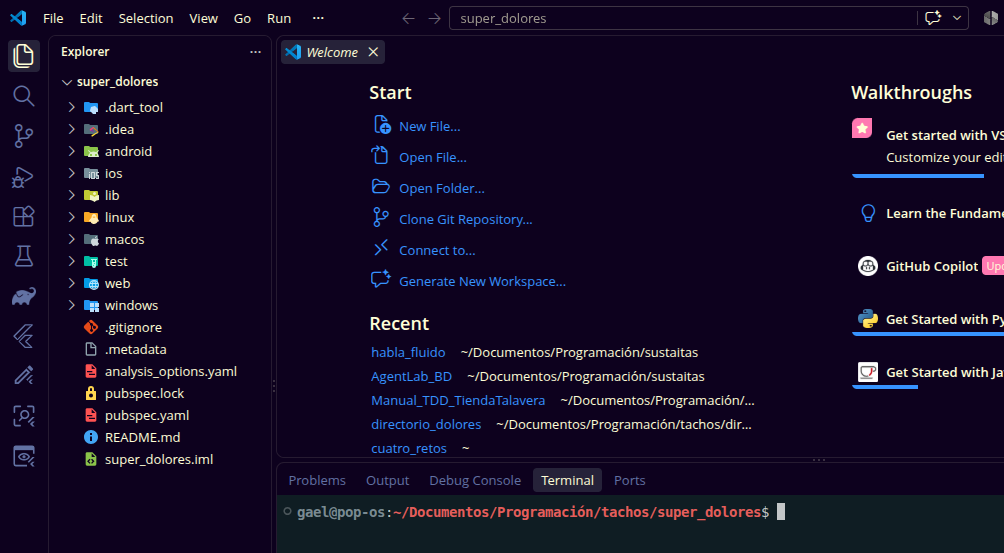 File Edit Selection View Go Run ··· super_dolores
Explorer ···
super_dolores
.dart_tool
.idea
android
ios
lib
linux
macos
test
web
windows
.gitignore
.metadata
analysis_options.yaml
pubspec.lock
pubspec.yaml
README.md
super_dolores.iml
Welcome
Start
New File...
Open File...
Open Folder...
Clone Git Repository...
Connect to...
Generate New Workspace...
Recent
habla_fluido ~/Documentos/Programación/sustaitas
AgentLab_BD ~/Documentos/Programación/sustaitas
Manual_TDD_TiendaTalavera ~/Documentos/Programación/...
directorio_dolores ~/Documentos/Programación/tachos/dir...
cuatro_retos ~
Walkthroughs
Get started with VS
Customize your edi
Learn the Fundame
GitHub Copilot Upd
Get Started with Py
Get Started with Ja
Problems Output Debug Console Terminal Ports
gael@pop-os:~/Documentos/Programación/tachos/super_dolores$